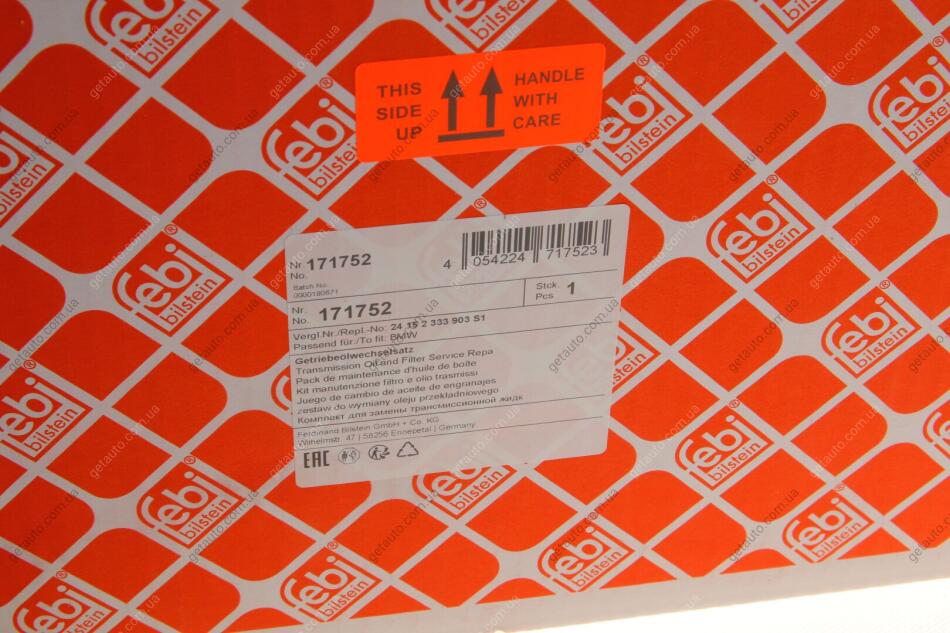 febi
bilstein
THIS SIDE UP
HANDLE WITH CARE
Nr. 171752
No.
4 054224 717523
Batch No.
0000180671
Nr.
No. 171752
Stck.
Pcs 1
Vergl.Nr./Repl.-No: 24 15 2 333 903 S1
Passend für:/To fit: BMW
Getriebeölwechselsatz
Transmission Oil and Filter Service Repa
Pack de maintenance d'huile de boîte
Kit manutenzione filtro e olio trasmissi
Juego de cambio de aceite de engranajes
zestaw do wymiany oleju przekładniowego
Комплект для замены трансмиссионной жидк
Ferdinand Bilstein GmbH + Co. KG
Wilhelmstr. 47 | 58256 Ennepetal | Germany
EAC
getauto.com.ua